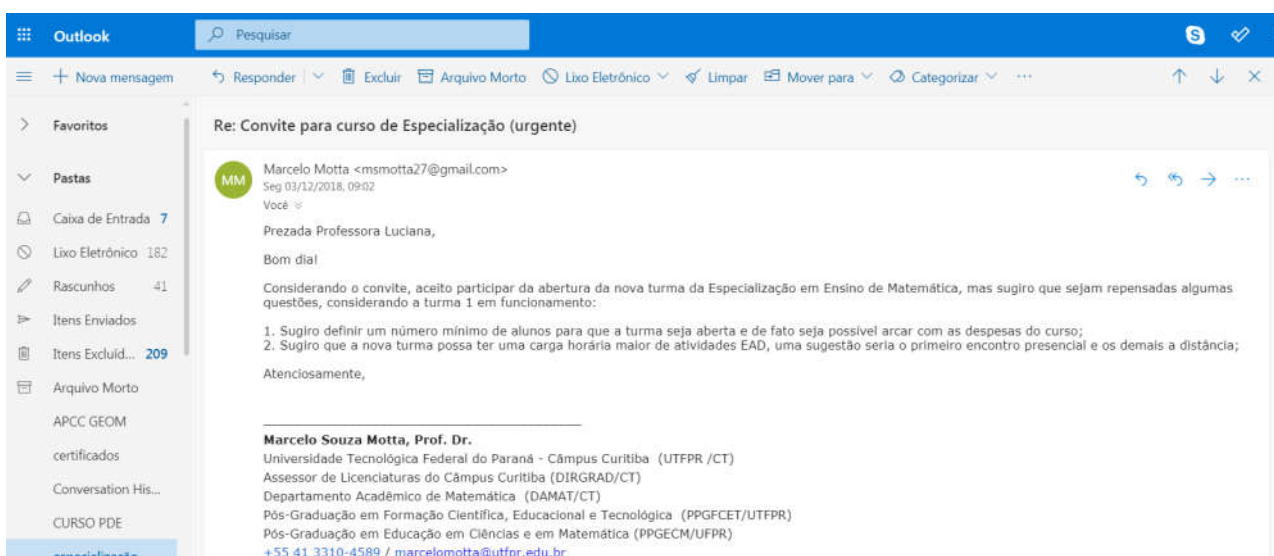 Outlook
Pesquisar
Nova mensagem
Responder
Excluir
Arquivo Morto
Lixo Eletrônico
Limpar
Mover para
Categorizar
Favoritos
Pastas
Caixa de Entrada 7
Lixo Eletrônico 182
Rascunhos 41
Itens Enviados
Itens Excluíd... 209
Arquivo Morto
APCC GEOM
certificados
Conversation His...
CURSO PDE
especialização
Re: Convite para curso de Especialização (urgente)
MM
Marcelo Motta <msmotta27@gmail.com>
Seg 03/12/2018, 09:02
Você
Prezada Professora Luciana,
Bom dia!
Considerando o convite, aceito participar da abertura da nova turma da Especialização em Ensino de Matemática, mas sugiro que sejam repensadas algumas
questões, considerando a turma 1 em funcionamento:
1. Sugiro definir um número mínimo de alunos para que a turma seja aberta e de fato seja possível arcar com as despesas do curso;
2. Sugiro que a nova turma possa ter uma carga horária maior de atividades EAD, uma sugestão seria o primeiro encontro presencial e os demais a distância;
Atenciosamente,
Marcelo Souza Motta, Prof. Dr.
Universidade Tecnológica Federal do Paraná - Câmpus Curitiba (UTFPR /CT)
Assessor de Licenciaturas do Câmpus Curitiba (DIRGRAD/CT)
Departamento Acadêmico de Matemática (DAMAT/CT)
Pós-Graduação em Formação Científica, Educacional e Tecnológica (PPGFCET/UTFPR)
Pós-Graduação em Educação em Ciências e em Matemática (PPGECM/UFPR)
+55 41 3310-4589 / marcelomotta@utfpr.edu.br